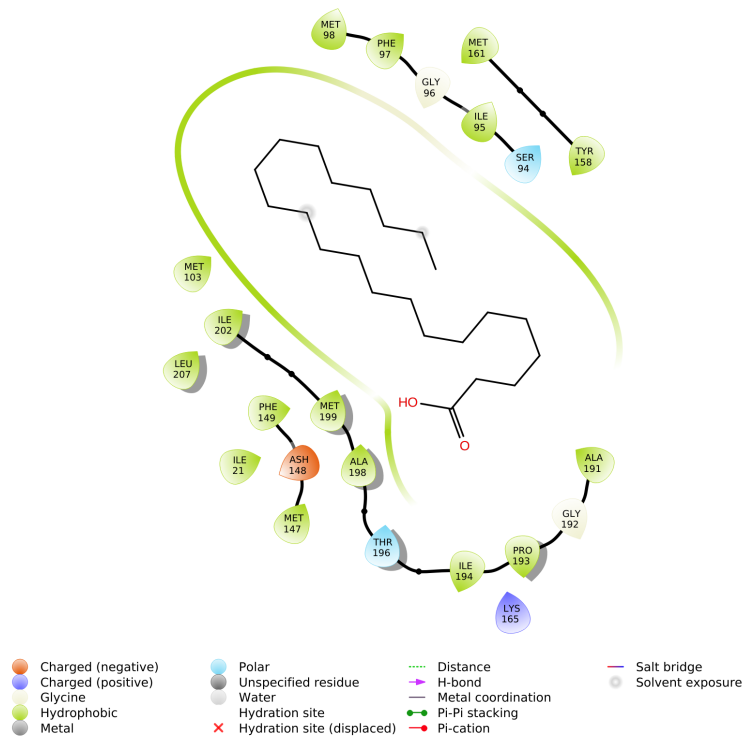 MET
98
PHE
97
MET
161
GLY
96
ILE
95
SER
94
TYR
158
MET
103
ILE
202
LEU
207
PHE
149
MET
199
HO
O
ILE
21
ASH
148
ALA
198
ALA
191
MET
147
GLY
192
THR
196
PRO
193
ILE
194
LYS
165
Charged (negative)
Charged (positive)
Glycine
Hydrophobic
Metal
Polar
Unspecified residue
Water
Hydration site
Hydration site (displaced)
Distance
H-bond
Metal coordination
Pi-Pi stacking
Pi-cation
Salt bridge
Solvent exposure